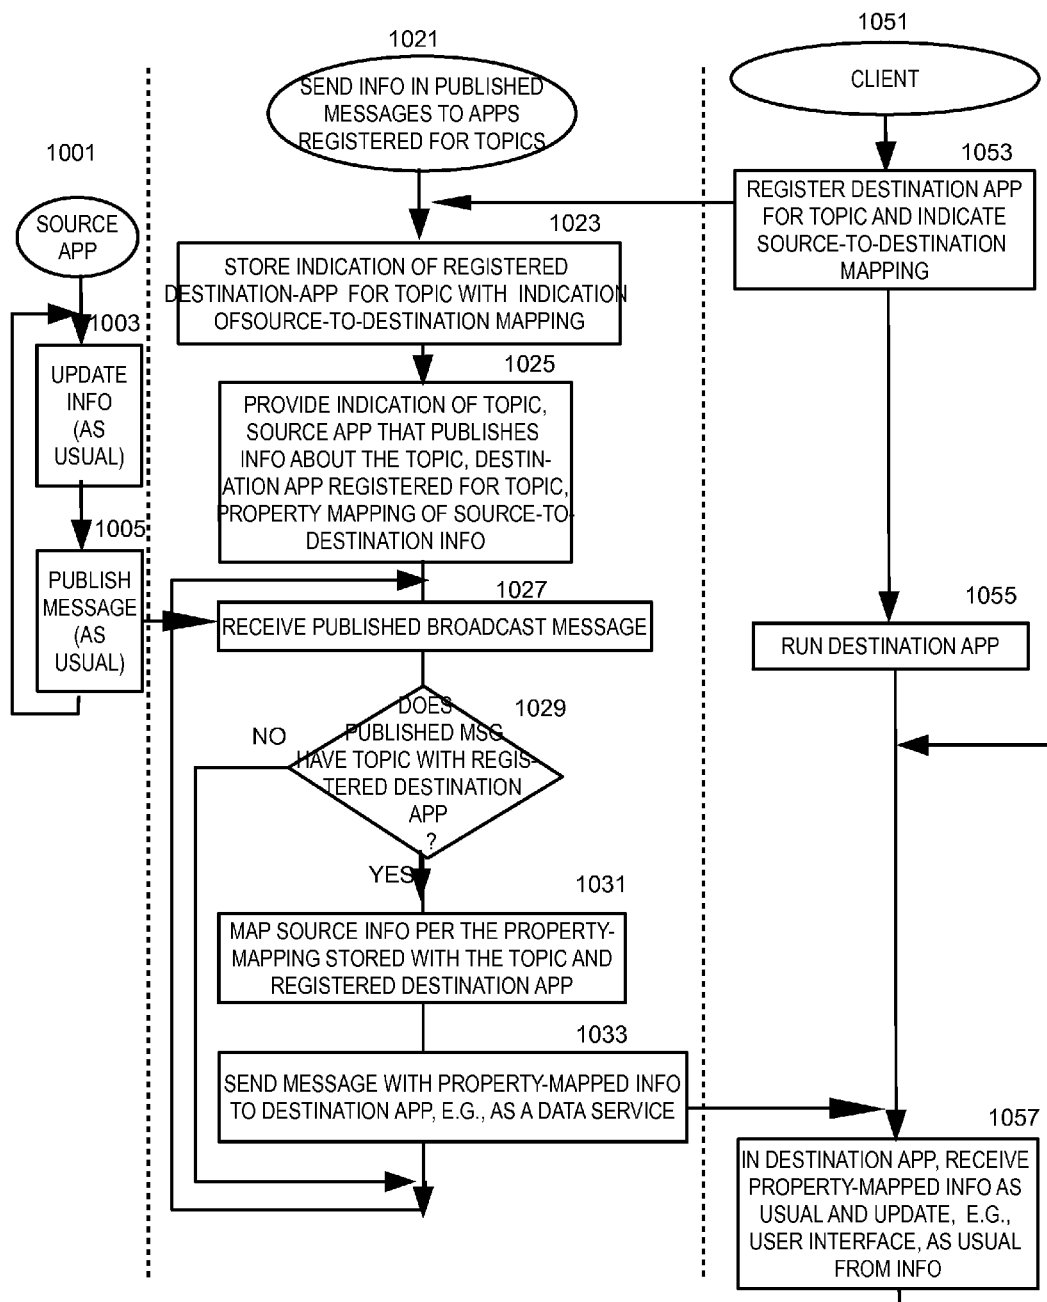 1001
SOURCE
APP
1003
UPDATE
INFO
(AS
USUAL)
1005
PUBLISH
MESSAGE
(AS
USUAL)
1021
SEND INFO IN PUBLISHED
MESSAGES TO APPS
REGISTERED FOR TOPICS
1023
STORE INDICATION OF REGISTERED
DESTINATION-APP FOR TOPIC WITH INDICATION
OFSOURCE-TO-DESTINATION MAPPING
1025
PROVIDE INDICATION OF TOPIC,
SOURCE APP THAT PUBLISHES
INFO ABOUT THE TOPIC, DESTIN-
ATION APP REGISTERED FOR TOPIC,
PROPERTY MAPPING OF SOURCE-TO-
DESTINATION INFO
1027
RECEIVE PUBLISHED BROADCAST MESSAGE
1029
DOES
PUBLISHED MSG
HAVE TOPIC WITH REGIS-
TERED DESTINATION
APP
?
NO
YES
1031
MAP SOURCE INFO PER THE PROPERTY-
MAPPING STORED WITH THE TOPIC AND
REGISTERED DESTINATION APP
1033
SEND MESSAGE WITH PROPERTY-MAPPED INFO
TO DESTINATION APP, E.G., AS A DATA SERVICE
1051
CLIENT
1053
REGISTER DESTINATION APP
FOR TOPIC AND INDICATE
SOURCE-TO-DESTINATION
MAPPING
1055
RUN DESTINATION APP
1057
IN DESTINATION APP, RECEIVE
PROPERTY-MAPPED INFO AS
USUAL AND UPDATE, E.G.,
USER INTERFACE, AS USUAL
FROM INFO